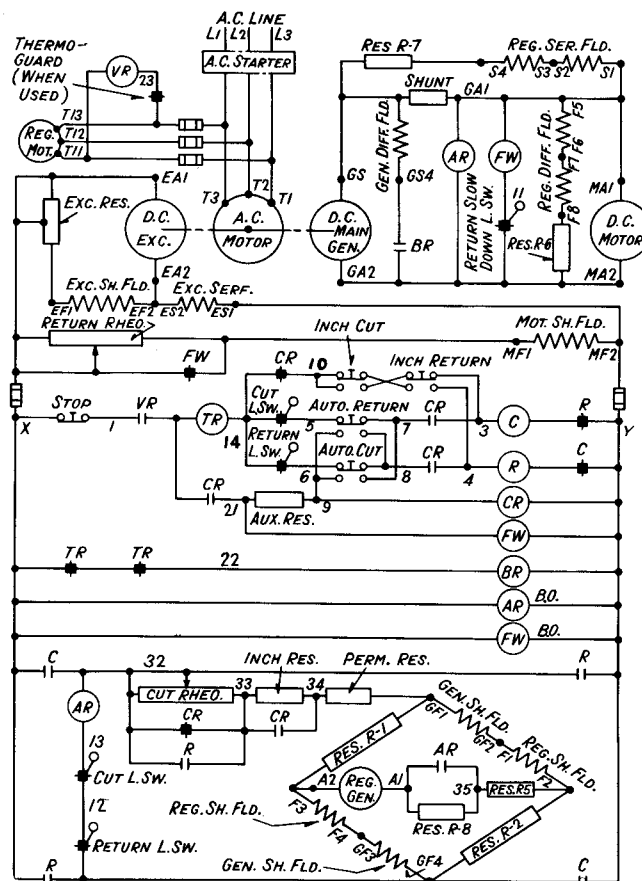 A.C. LINE
L1 L2 L3
A.C. STARTER
THERMO-
GUARD
(WHEN
USED)
VR
23
T13
T12
T11
REG.
MOT.
RES R-7
REG. SER. FLD.
S4 S3 S2 S1
SHUNT
GA1
GEN. DIFF. FLD.
AR
FW
RETURN SLOW
DOWN L. SW.
11
REG. DIFF. FLD.
F5
F6
F7
F8
RES. R-6
GS
GS4
BR
MA1
D.C.
MOTOR
MA2
EA1
EXC. RES.
D.C.
EXC.
EA2
T3
T2
T1
A.C.
MOTOR
D.C.
MAIN
GEN.
GA2
EXC. SH. FLD.
EXC. SERF.
EF1 EF2 ES2 ES1
RETURN RHEO.
FW
MOT. SH. FLD.
MF1 MF2
INCH CUT
CR
10
INCH RETURN
STOP
X
1
VR
TR
14
CUT
L.SW.
AUTO. RETURN
5
7
CR
3
C
R
Y
RETURN
L.SW.
AUTO. CUT
6
8
CR
4
R
C
CR
21
AUX. RES.
9
CR
FW
TR TR 22
BR
AR B.O.
FW B.O.
C
32
INCH RES.
PERM. RES.
R
AR
CUT RHEO.
33
34
CR
CR
R
GEN. SH. FLD.
GF1
GF2
F1
REG. SH. FLD.
F2
13
CUT L.SW.
12
RETURN L.SW.
RES. R-1
AR
A2
REG.
GEN.
A1
35
RES. R5
RES. R-8
RES. R-2
REG. SH. FLD.
F3
F4
GF3
GF4
GEN. SH. FLD.
R
C